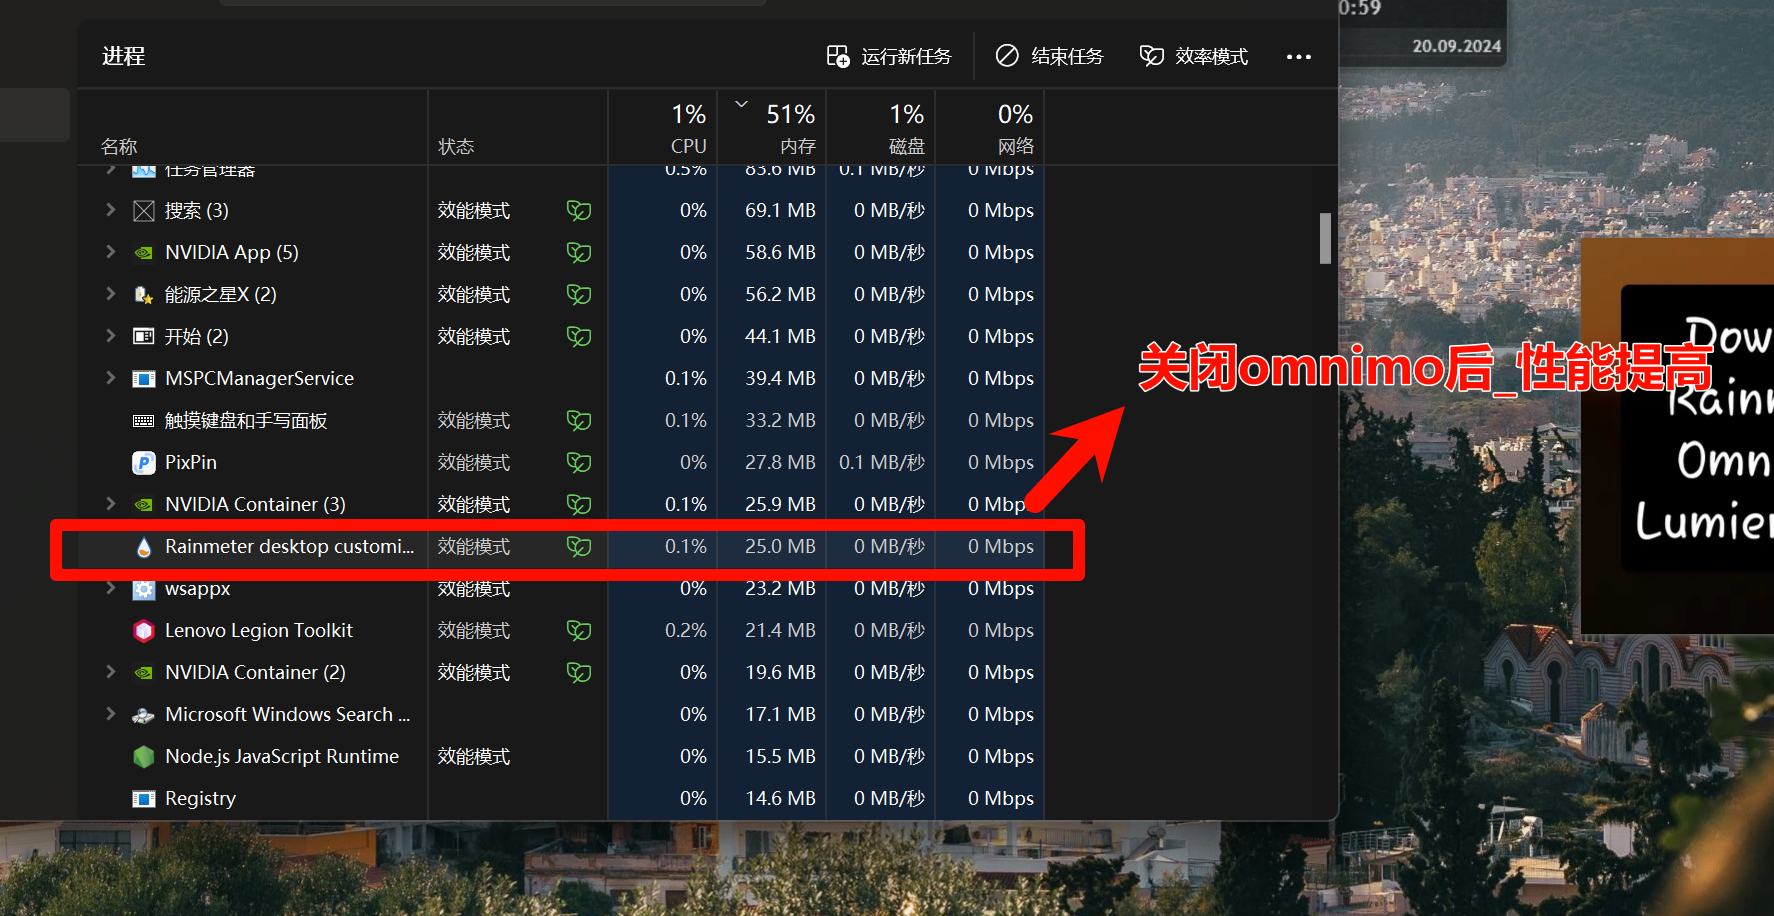 0:59
20.09.2024
进程
运行新任务
结束任务
效率模式
1% 51% 1% 0%
名称 状态 CPU 内存 磁盘 网络
任务管理器 0.5% 83.6 MB 0.1 MB/秒 0 Mbps
搜索 (3) 效能模式 0% 69.1 MB 0 MB/秒 0 Mbps
NVIDIA App (5) 效能模式 0% 58.6 MB 0 MB/秒 0 Mbps
能源之星X (2) 效能模式 0% 56.2 MB 0 MB/秒 0 Mbps
开始 (2) 效能模式 0% 44.1 MB 0 MB/秒 0 Mbps
MSPCManagerService 0.1% 39.4 MB 0 MB/秒 0 Mbps
触摸键盘和手写面板 效能模式 0.1% 33.2 MB 0 MB/秒 0 Mbps
PixPin 效能模式 0% 27.8 MB 0.1 MB/秒 0 Mbps
NVIDIA Container (3) 效能模式 0.1% 25.9 MB 0 MB/秒 0 Mbps
Rainmeter desktop customi... 效能模式 0.1% 25.0 MB 0 MB/秒 0 Mbps
wsappx 效能模式 0% 23.2 MB 0 MB/秒 0 Mbps
Lenovo Legion Toolkit 效能模式 0.2% 21.4 MB 0 MB/秒 0 Mbps
NVIDIA Container (2) 效能模式 0% 19.6 MB 0 MB/秒 0 Mbps
Microsoft Windows Search ... 0% 17.1 MB 0 MB/秒 0 Mbps
Node.js JavaScript Runtime 效能模式 0% 15.5 MB 0 MB/秒 0 Mbps
Registry 0% 14.6 MB 0 MB/秒 0 Mbps
关闭omnimo后_性能提高
Dow
Rainm
Omn
Lumier